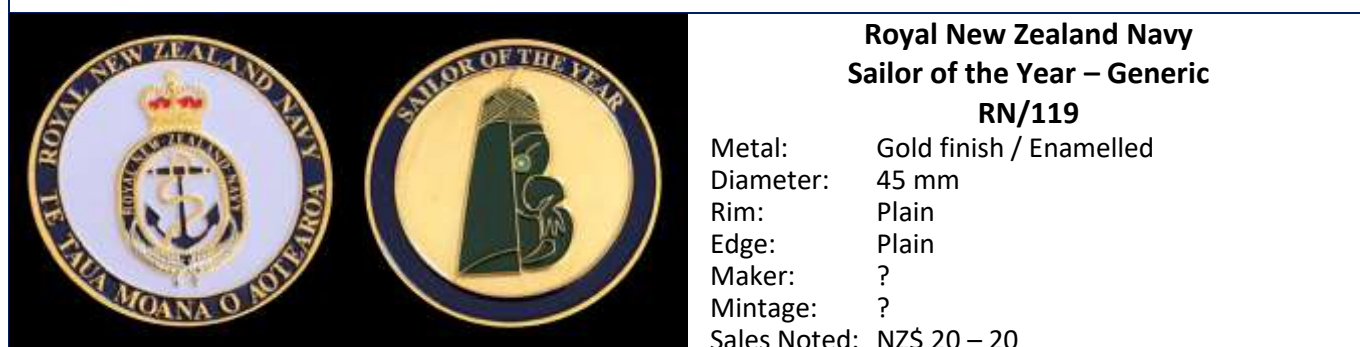 ROYAL NEW ZEALAND NAVY
TE TAUA MOANA O AOTEAROA
ROYAL NEW ZEALAND NAVY
SAILOR OF THE YEAR
Royal New Zealand Navy
Sailor of the Year – Generic
RN/119
Metal: Gold finish / Enamelled
Diameter: 45 mm
Rim: Plain
Edge: Plain
Maker: ?
Mintage: ?
Sales Noted: NZ$ 20 – 20